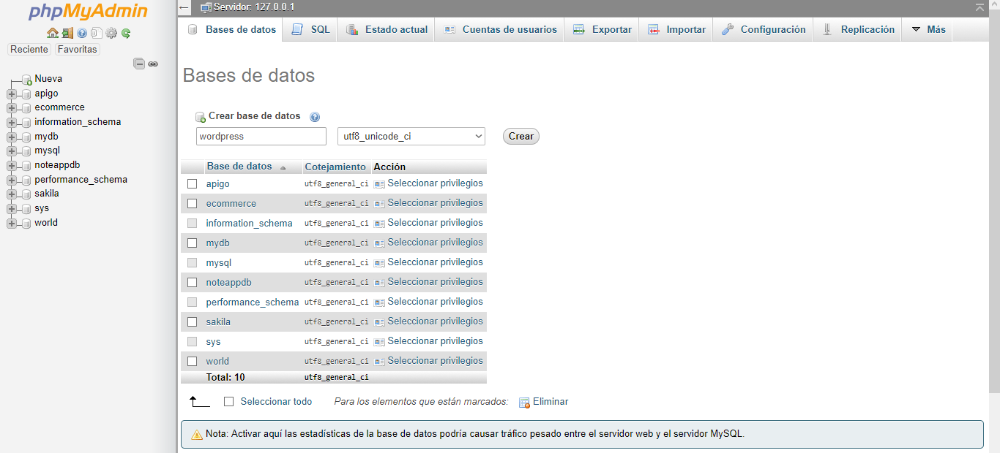 phpMyAdmin
Reciente Favoritas
Nueva
apigo
ecommerce
information_schema
mydb
mysql
noteappdb
performance_schema
sakila
sys
world
Servidor: 127.0.0.1
Bases de datos SQL Estado actual Cuentas de usuarios Exportar Importar Configuración Replicación Más
Bases de datos
Crear base de datos
wordpress utf8_unicode_ci Crear
Base de datos Cotejamiento Acción
apigo utf8_general_ci Seleccionar privilegios
ecommerce utf8_general_ci Seleccionar privilegios
information_schema utf8_general_ci Seleccionar privilegios
mydb utf8_general_ci Seleccionar privilegios
mysql utf8_general_ci Seleccionar privilegios
noteappdb utf8_general_ci Seleccionar privilegios
performance_schema utf8_general_ci Seleccionar privilegios
sakila utf8_general_ci Seleccionar privilegios
sys utf8_general_ci Seleccionar privilegios
world utf8_general_ci Seleccionar privilegios
Total: 10 utf8_general_ci
Seleccionar todo Para los elementos que están marcados: Eliminar
Nota: Activar aquí las estadísticas de la base de datos podría causar tráfico pesado entre el servidor web y el servidor MySQL.